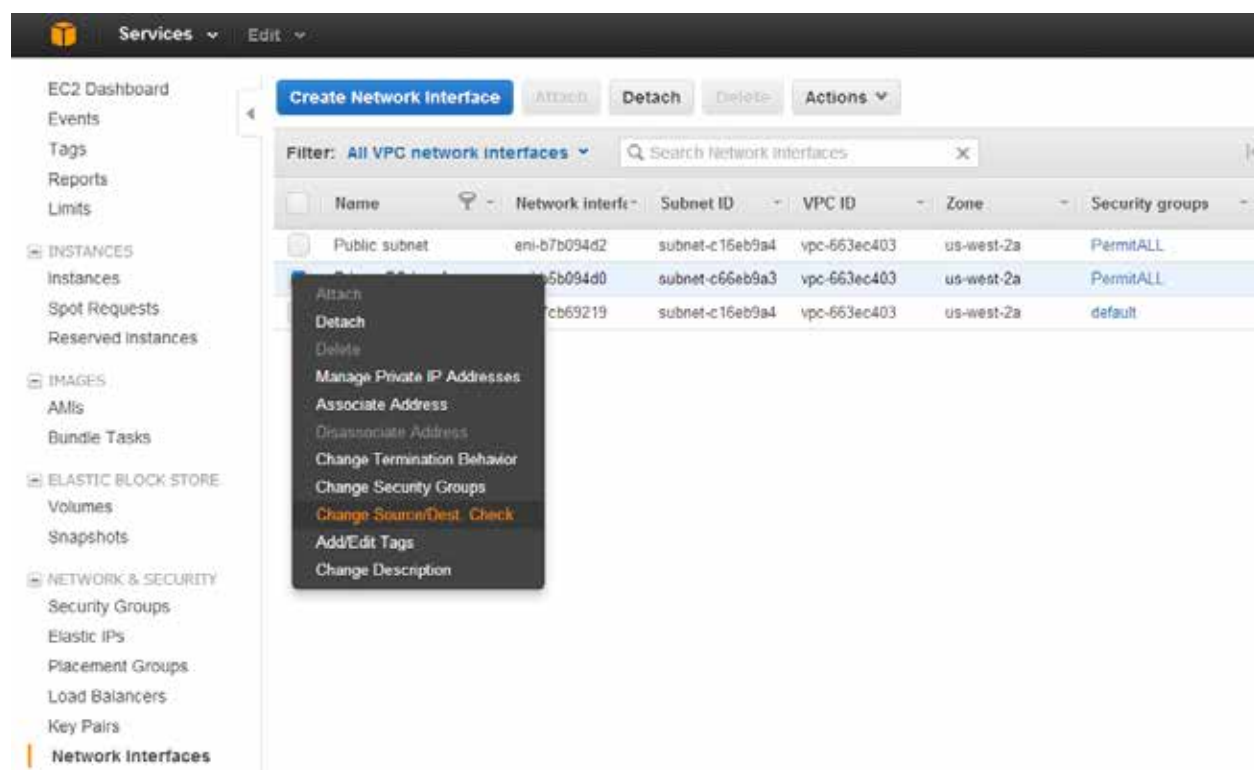 Services Edit
EC2 Dashboard
Events
Tags
Reports
Limits
INSTANCES
Instances
Spot Requests
Reserved Instances
IMAGES
AMIs
Bundle Tasks
ELASTIC BLOCK STORE
Volumes
Snapshots
NETWORK & SECURITY
Security Groups
Elastic IPs
Placement Groups
Load Balancers
Key Pairs
Network Interfaces
Create Network Interface Attach Detach Delete Actions
Filter: All VPC network interfaces Search Network Interfaces
Name Network interfa Subnet ID VPC ID Zone Security groups
Public subnet eni-b7b094d2 subnet-c16eb9a4 vpc-663ec403 us-west-2a PermitALL
5b094d0 subnet-c66eb9a3 vpc-663ec403 us-west-2a PermitALL
cb69219 subnet-c16eb9a4 vpc-663ec403 us-west-2a default
Attach
Detach
Delete
Manage Private IP Addresses
Associate Address
Disassociate Address
Change Termination Behavior
Change Security Groups
Change Source/Dest. Check
Add/Edit Tags
Change Description